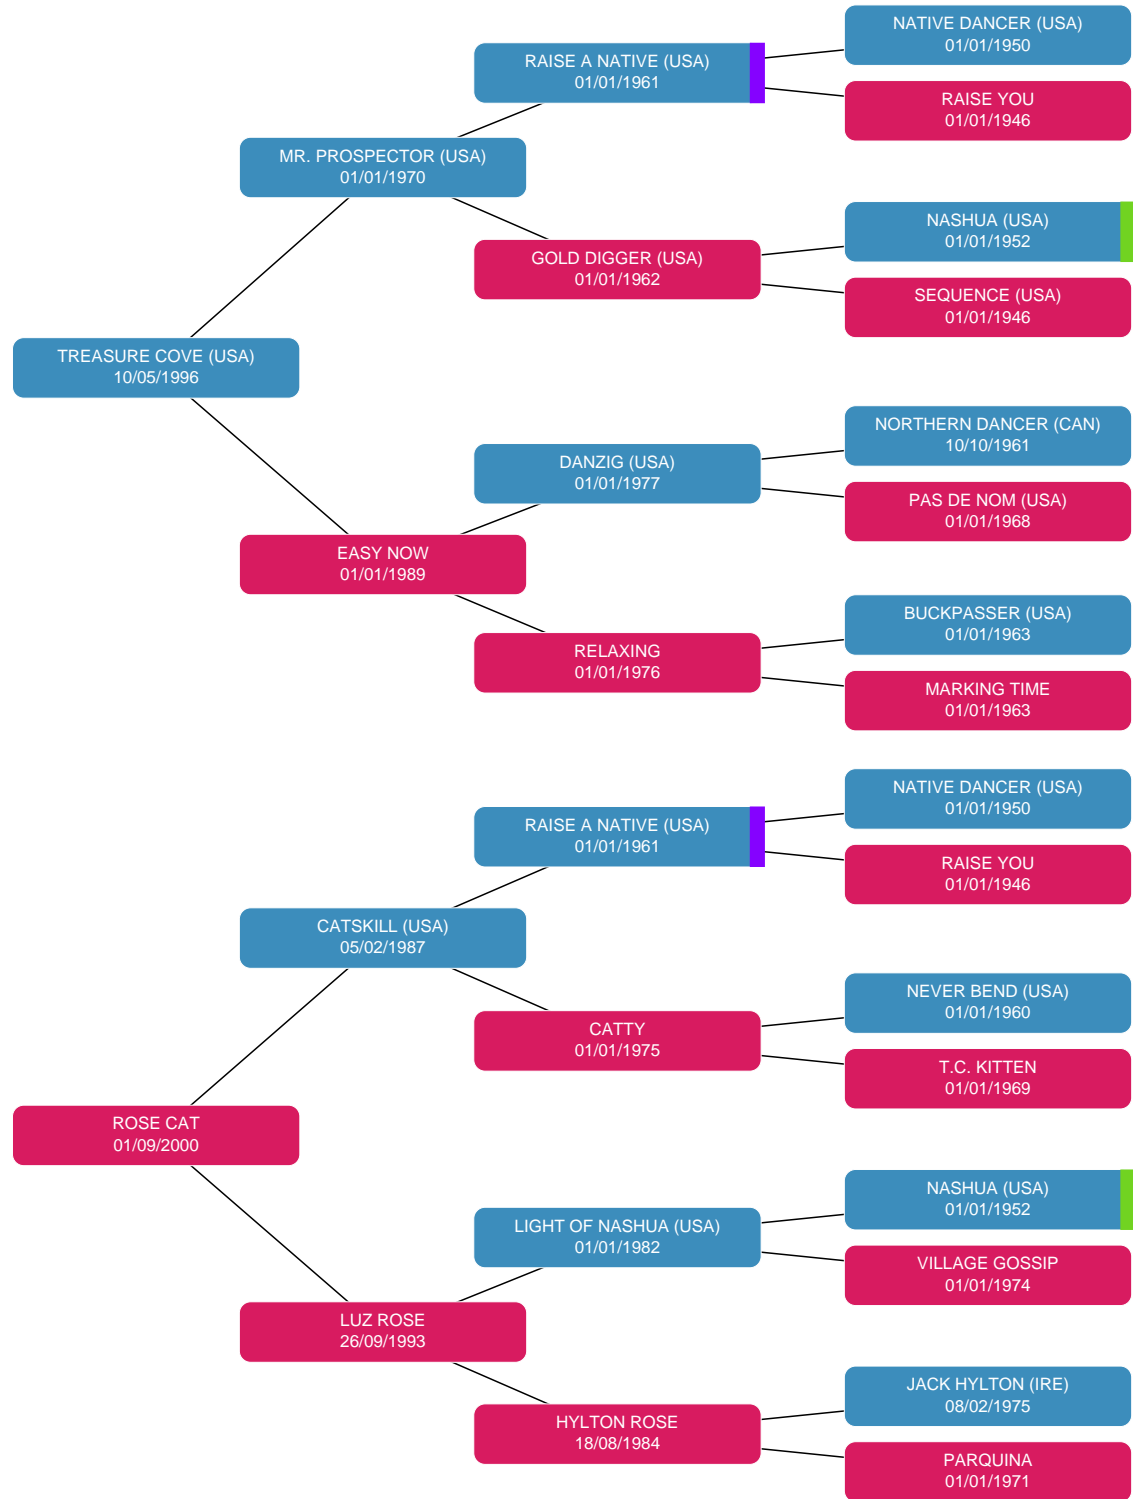 NATIVE DANCER (USA)
01/01/1950
RAISE A NATIVE (USA)
01/01/1961
RAISE YOU
01/01/1946
MR. PROSPECTOR (USA)
01/01/1970
NASHUA (USA)
01/01/1952
GOLD DIGGER (USA)
01/01/1962
SEQUENCE (USA)
01/01/1946
TREASURE COVE (USA)
10/05/1996
NORTHERN DANCER (CAN)
10/10/1961
DANZIG (USA)
01/01/1977
PAS DE NOM (USA)
01/01/1968
EASY NOW
01/01/1989
BUCKPASSER (USA)
01/01/1963
RELAXING
01/01/1976
MARKING TIME
01/01/1963
NATIVE DANCER (USA)
01/01/1950
RAISE A NATIVE (USA)
01/01/1961
RAISE YOU
01/01/1946
CATSKILL (USA)
05/02/1987
NEVER BEND (USA)
01/01/1960
CATTY
01/01/1975
T.C. KITTEN
01/01/1969
ROSE CAT
01/09/2000
NASHUA (USA)
01/01/1952
LIGHT OF NASHUA (USA)
01/01/1982
VILLAGE GOSSIP
01/01/1974
LUZ ROSE
26/09/1993
JACK HYLTON (IRE)
08/02/1975
HYLTON ROSE
18/08/1984
PARQUINA
01/01/1971